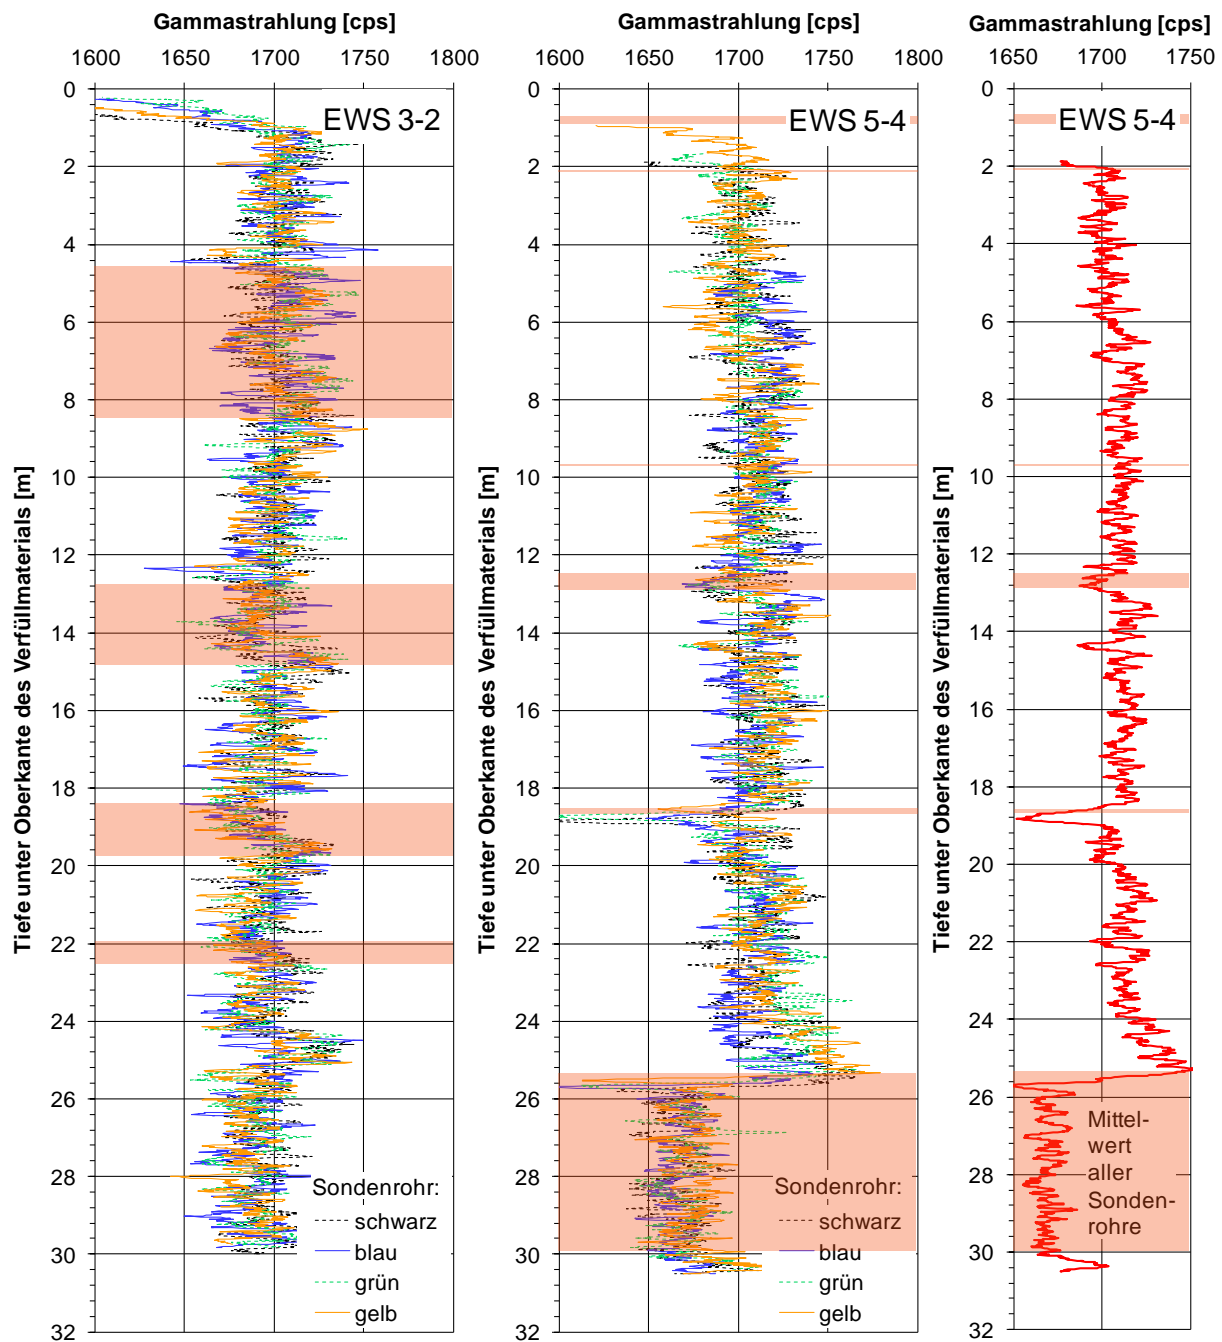 Gammastrahlung [cps]
1600 1650 1700 1750 1800
EWS 3-2
Tiefe unter Oberkante des Verfüllmaterials [m]
0
2
4
6
8
10
12
14
16
18
20
22
24
26
28
30
32
Sondenrohr:
schwarz
blau
grün
gelb
Gammastrahlung [cps]
1600 1650 1700 1750 1800
EWS 5-4
Tiefe unter Oberkante des Verfüllmaterials [m]
0
2
4
6
8
10
12
14
16
18
20
22
24
26
28
30
32
Sondenrohr:
schwarz
blau
grün
gelb
Gammastrahlung [cps]
1650 1700 1750
EWS 5-4
Tiefe unter Oberkante des Verfüllmaterials [m]
0
2
4
6
8
10
12
14
16
18
20
22
24
26
28
30
32
Mittel-
wert
aller
Sonden-
rohre